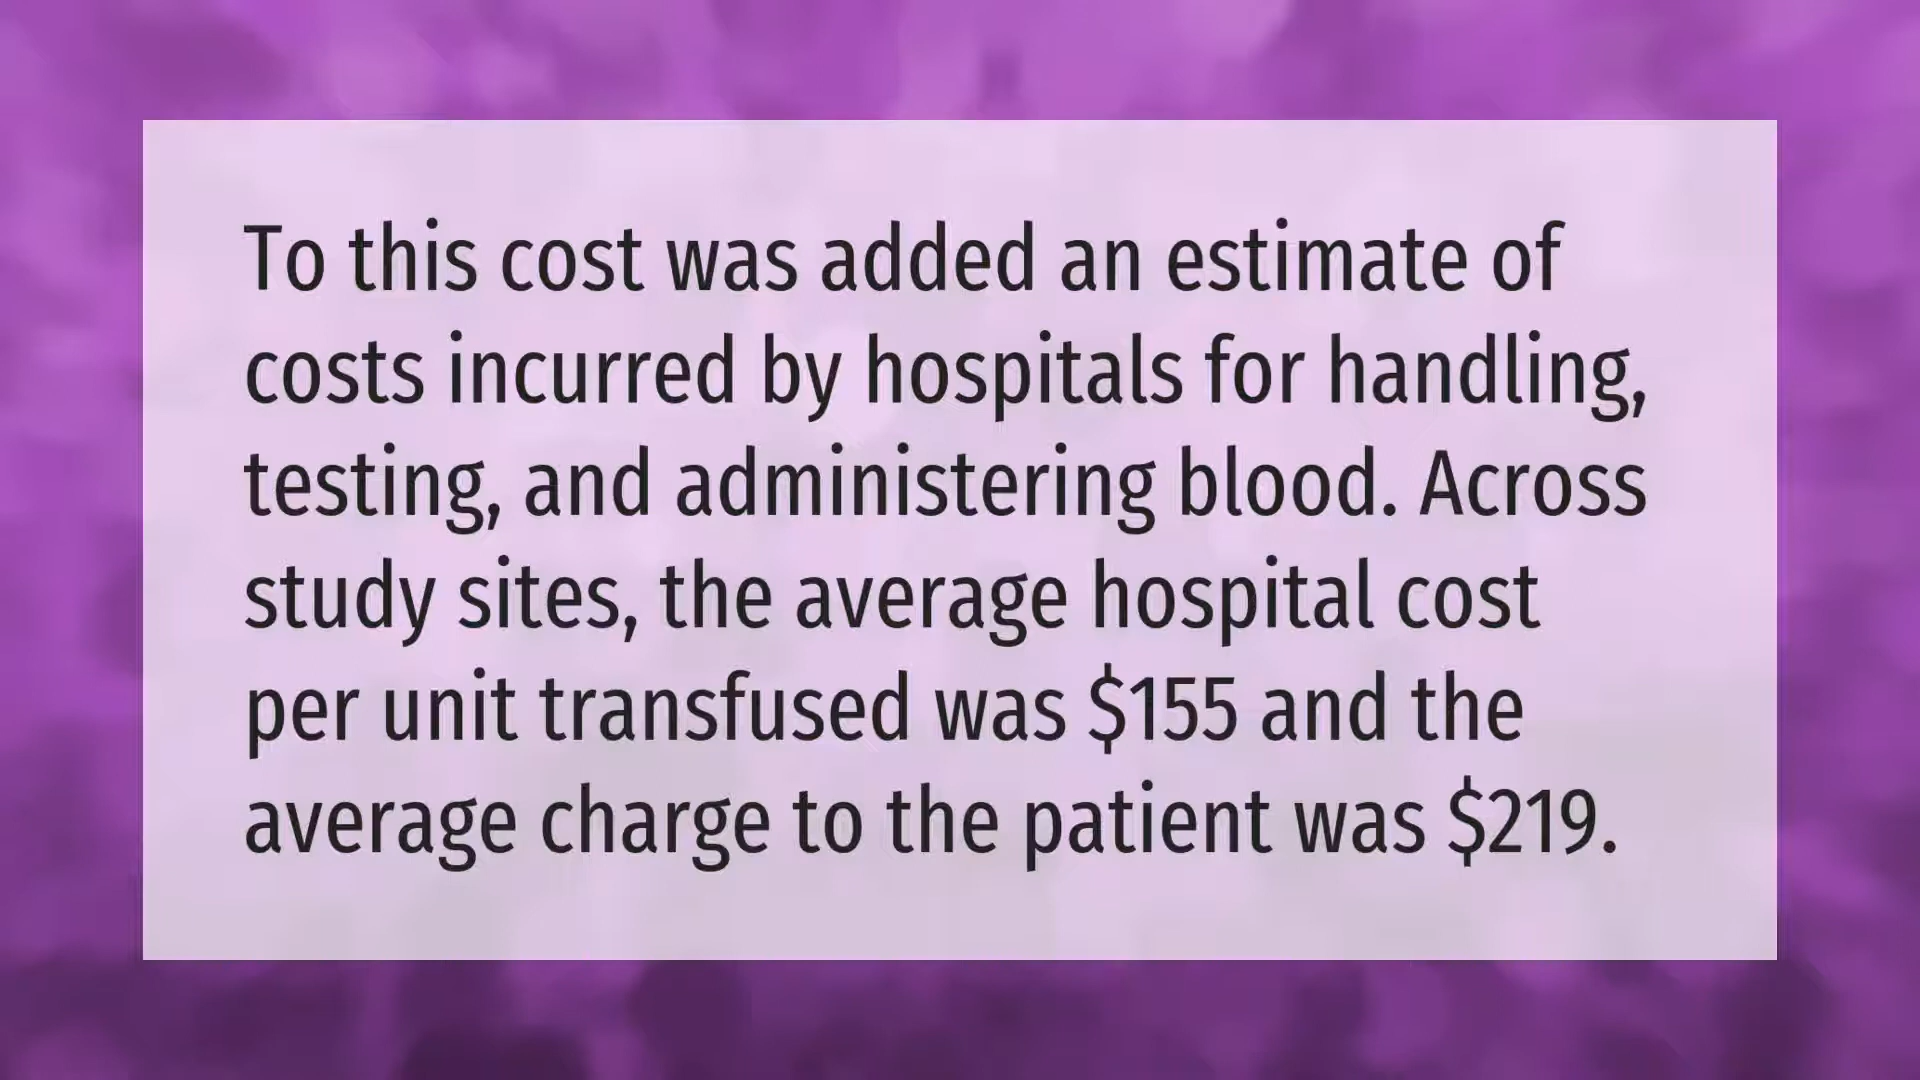 To this cost was added an estimate of
costs incurred by hospitals for handling,
testing, and administering blood. Across
study sites, the average hospital cost
per unit transfused was $155 and the
average charge to the patient was $219.